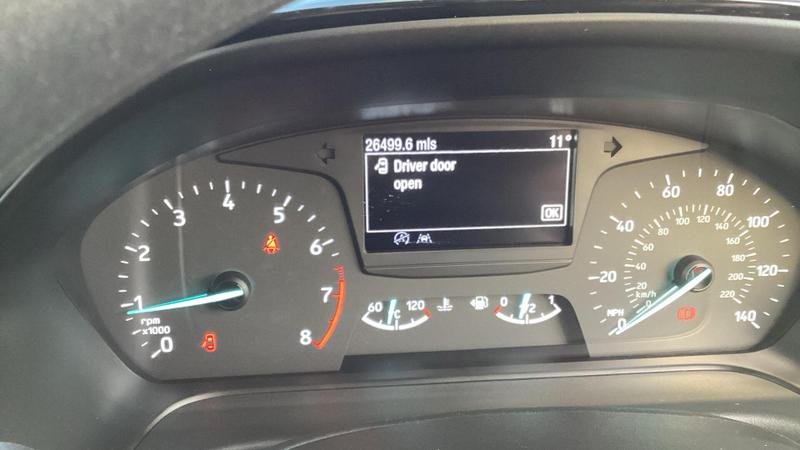 26499.6 mls 11°
Driver door
open
OK
0 1 2 3 4 5 6 7 8
rpm
x1000
60 120
°C
0 1/2 1
0 20 40 60 80 100 120 140
MPH
0 20 40 60 80 100 120 140 160 180 200 220
km/h